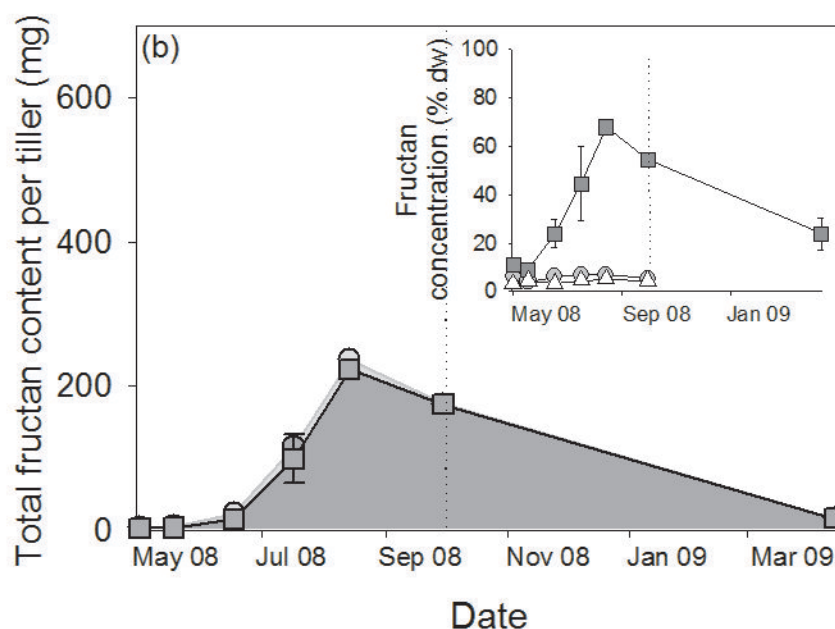 (b)
Total fructan content per tiller (mg)
600
400
200
0
May 08 Jul 08 Sep 08 Nov 08 Jan 09 Mar 09
Date
Fructan
concentration (% dw)
100
80
60
40
20
0
May 08 Sep 08 Jan 09